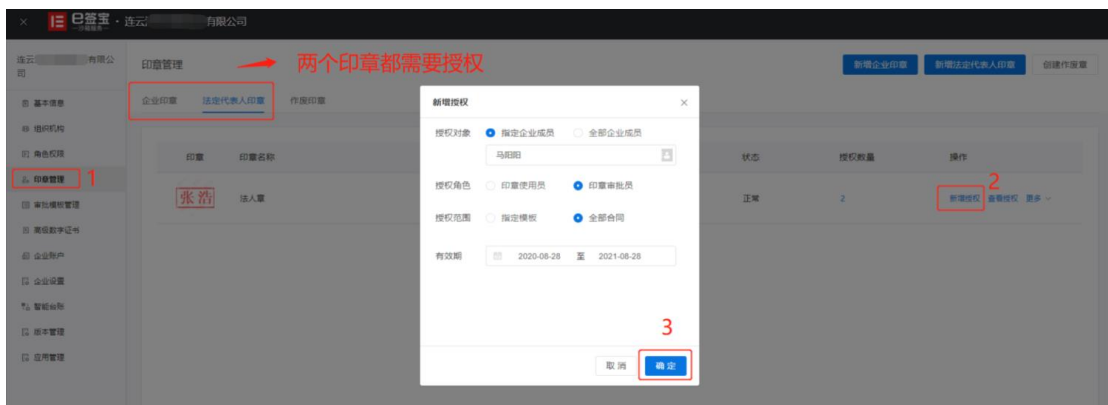 × e签宝 · 连云 有限公司
连云 有限公司
基本信息
组织机构
角色权限
印章管理 1
审批模板管理
高级数字证书
企业账户
企业设置
智能台账
版本管理
应用管理
印章管理 两个印章都需要授权 新增企业印章 新增法定代表人印章 创建作废章
企业印章 法定代表人印章 作废印章
印章 印章名称 状态 授权数量 操作
张浩 法人章 正常 2 新增授权 查看授权 更多
2
新增授权 ×
授权对象 指定企业成员 全部企业成员
马阳阳
授权角色 印章使用员 印章审批员
授权范围 指定模板 全部合同
有效期 2020-08-28 至 2021-08-28
3
取消 确定